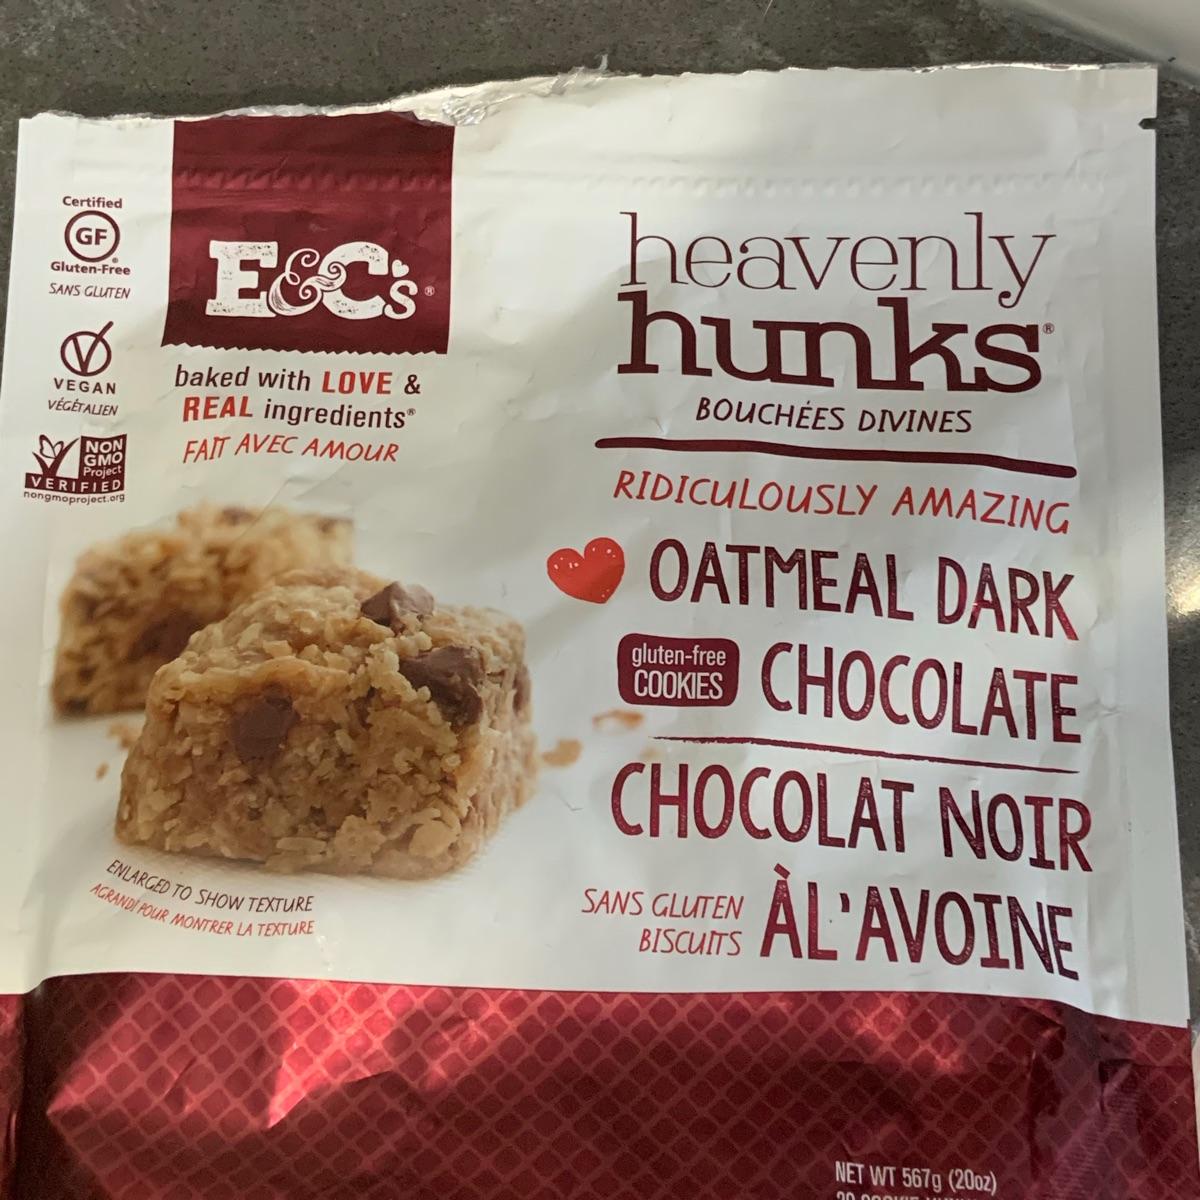 Certified
GF
Gluten-Free
SANS GLUTEN
VEGAN
VÉGÉTALIEN
NON
GMO
Project
VERIFIED
nongmoproject.org
E&C's®
baked with LOVE &
REAL ingredients®
FAIT AVEC AMOUR
heavenly
hunks®
BOUCHÉES DIVINES
RIDICULOUSLY AMAZING
OATMEAL DARK
gluten-free
COOKIES
CHOCOLATE
CHOCOLAT NOIR
SANS GLUTEN
BISCUITS
À L'AVOINE
ENLARGED TO SHOW TEXTURE
AGRANDI POUR MONTRER LA TEXTURE
NET WT 567g (20oz)